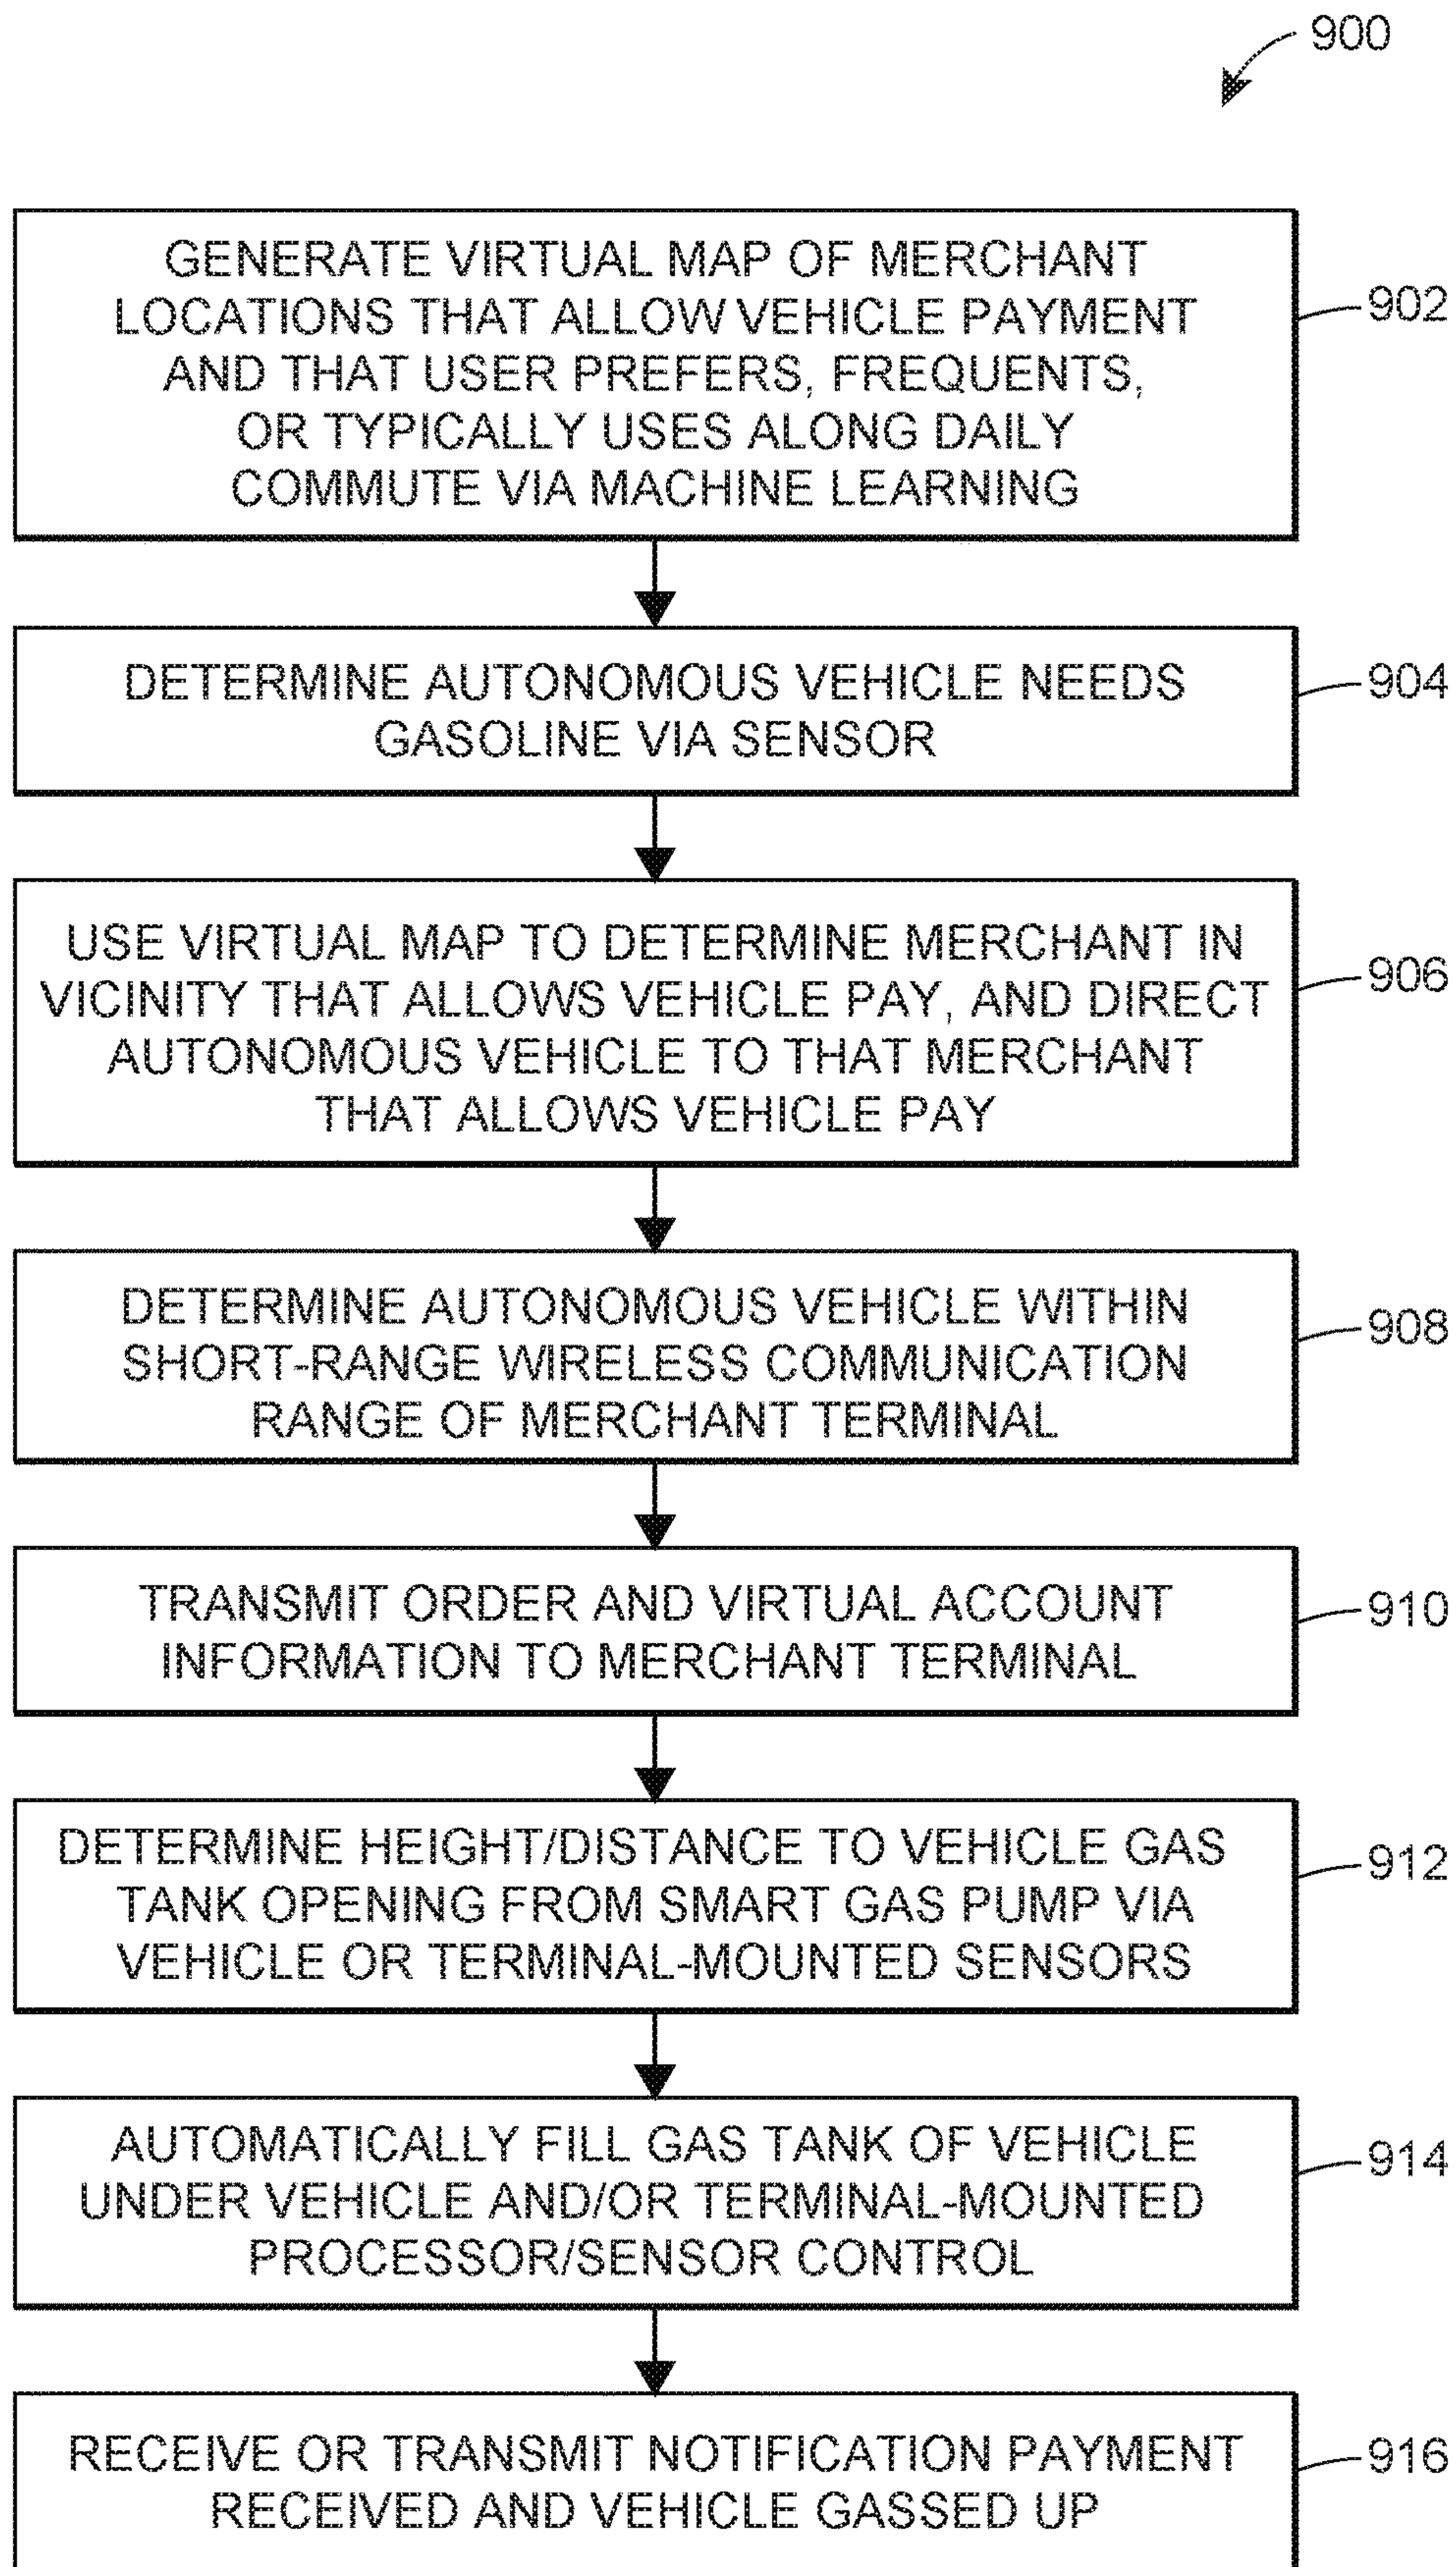 900
GENERATE VIRTUAL MAP OF MERCHANT
LOCATIONS THAT ALLOW VEHICLE PAYMENT
AND THAT USER PREFERS, FREQUENTS,
OR TYPICALLY USES ALONG DAILY
COMMUTE VIA MACHINE LEARNING
902
DETERMINE AUTONOMOUS VEHICLE NEEDS
GASOLINE VIA SENSOR
904
USE VIRTUAL MAP TO DETERMINE MERCHANT IN
VICINITY THAT ALLOWS VEHICLE PAY, AND DIRECT
AUTONOMOUS VEHICLE TO THAT MERCHANT
THAT ALLOWS VEHICLE PAY
906
DETERMINE AUTONOMOUS VEHICLE WITHIN
SHORT-RANGE WIRELESS COMMUNICATION
RANGE OF MERCHANT TERMINAL
908
TRANSMIT ORDER AND VIRTUAL ACCOUNT
INFORMATION TO MERCHANT TERMINAL
910
DETERMINE HEIGHT/DISTANCE TO VEHICLE GAS
TANK OPENING FROM SMART GAS PUMP VIA
VEHICLE OR TERMINAL-MOUNTED SENSORS
912
AUTOMATICALLY FILL GAS TANK OF VEHICLE
UNDER VEHICLE AND/OR TERMINAL-MOUNTED
PROCESSOR/SENSOR CONTROL
914
RECEIVE OR TRANSMIT NOTIFICATION PAYMENT
RECEIVED AND VEHICLE GASSED UP
916